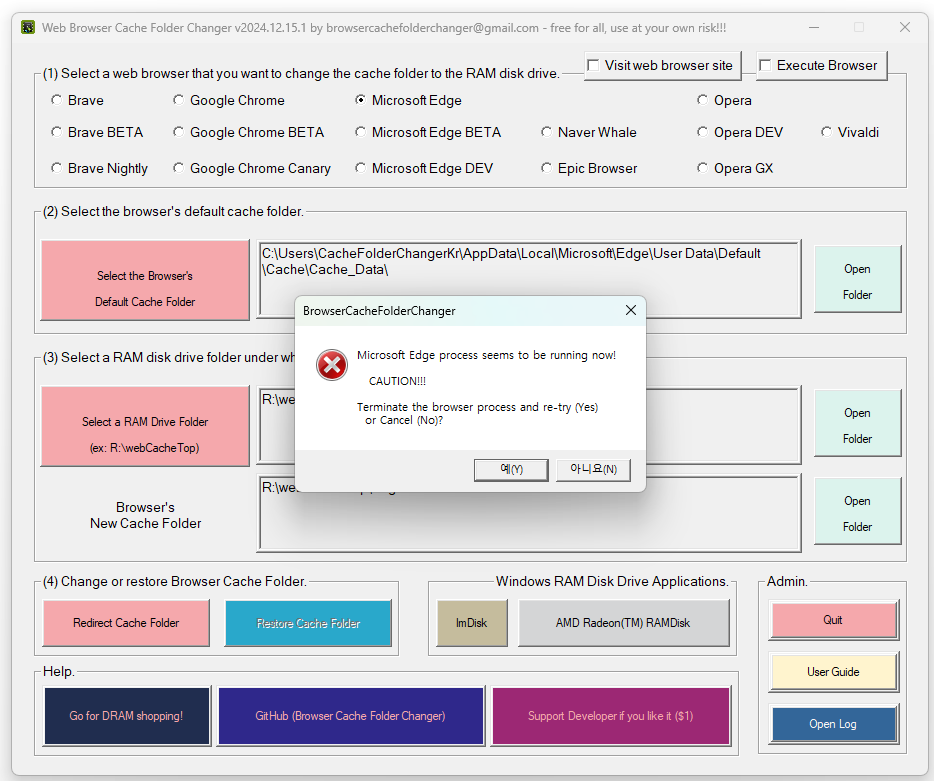 Web Browser Cache Folder Changer v2024.12.15.1 by browsercachefolderchanger@gmail.com - free for all, use at your own risk!!!
(1) Select a web browser that you want to change the cache folder to the RAM disk drive.
Visit web browser site
Execute Browser
Brave
Google Chrome
Microsoft Edge
Opera
Brave BETA
Google Chrome BETA
Microsoft Edge BETA
Naver Whale
Opera DEV
Vivaldi
Brave Nightly
Google Chrome Canary
Microsoft Edge DEV
Epic Browser
Opera GX
(2) Select the browser's default cache folder.
Select the Browser's
Default Cache Folder
C:\Users\CacheFolderChangerKr\AppData\Local\Microsoft\Edge\User Data\Default
\Cache\Cache_Data\
Open
Folder
BrowserCacheFolderChanger
Microsoft Edge process seems to be running now!
CAUTION!!!
Terminate the browser process and re-try (Yes)
or Cancel (No)?
예(Y)
아니요(N)
(3) Select a RAM disk drive folder under
Select a RAM Drive Folder
(ex: R:\webCacheTop)
Open
Folder
Browser's
New Cache Folder
Open
Folder
(4) Change or restore Browser Cache Folder.
Redirect Cache Folder
Restore Cache Folder
Windows RAM Disk Drive Applications.
ImDisk
AMD Radeon(TM) RAMDisk
Admin.
Quit
User Guide
Open Log
Help.
Go for DRAM shopping!
GitHub (Browser Cache Folder Changer)
Support Developer if you like it ($1)